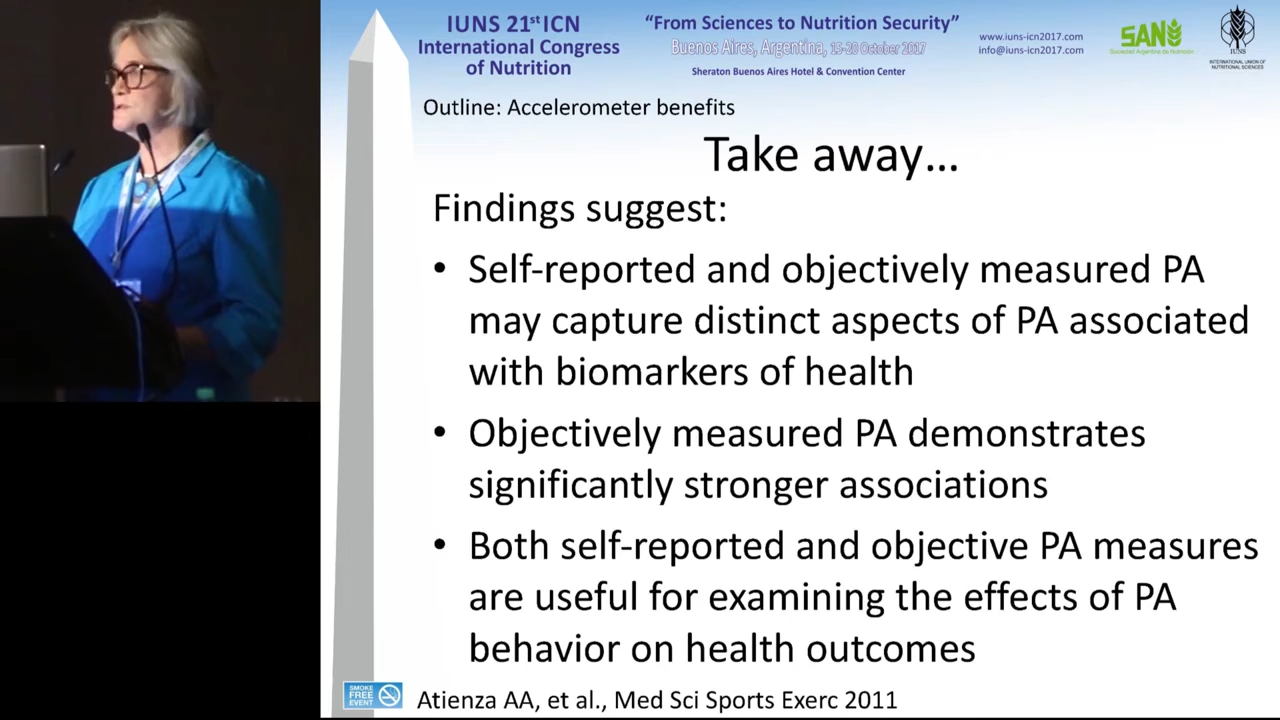 IUNS 21st ICN
International Congress
of Nutrition
“From Sciences to Nutrition Security”
Buenos Aires, Argentina, 15-20 October 2017
Sheraton Buenos Aires Hotel & Convention Center
www.iuns-icn2017.com
info@iuns-icn2017.com
SAN
Sociedad Argentina de Nutrición
IUNS
INTERNATIONAL UNION OF
NUTRITIONAL SCIENCES
Outline: Accelerometer benefits
Take away...
Findings suggest:
• Self-reported and objectively measured PA
may capture distinct aspects of PA associated
with biomarkers of health
• Objectively measured PA demonstrates
significantly stronger associations
• Both self-reported and objective PA measures
are useful for examining the effects of PA
behavior on health outcomes
SMOKE
FREE
EVENT
Atienza AA, et al., Med Sci Sports Exerc 2011